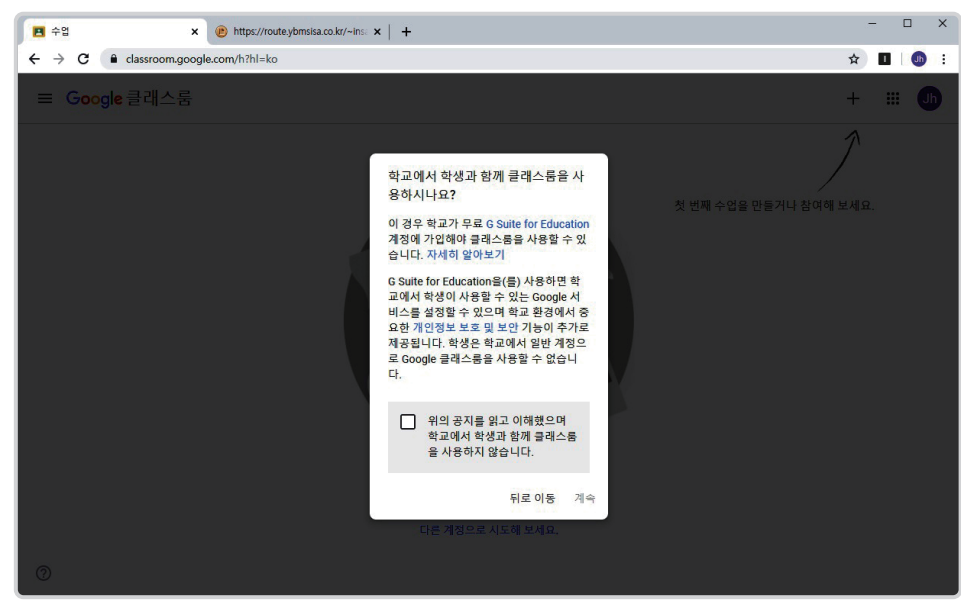 수업
https://route.ybmsisa.co.kr/~insa
classroom.google.com/h?hl=ko
Jh
Google 클래스룸
Jh
첫 번째 수업을 만들거나 참여해 보세요.
학교에서 학생과 함께 클래스룸을 사
용하시나요?
이 경우 학교가 무료 G Suite for Education
계정에 가입해야 클래스룸을 사용할 수 있
습니다. 자세히 알아보기
G Suite for Education을(를) 사용하면 학
교에서 학생이 사용할 수 있는 Google 서
비스를 설정할 수 있으며 학교 환경에서 중
요한 개인정보 보호 및 보안 기능이 추가로
제공됩니다. 학생은 학교에서 일반 계정으
로 Google 클래스룸을 사용할 수 없습니
다.
위의 공지를 읽고 이해했으며
학교에서 학생과 함께 클래스룸
을 사용하지 않습니다.
뒤로 이동 계속
다른 계정으로 시도해 보세요.